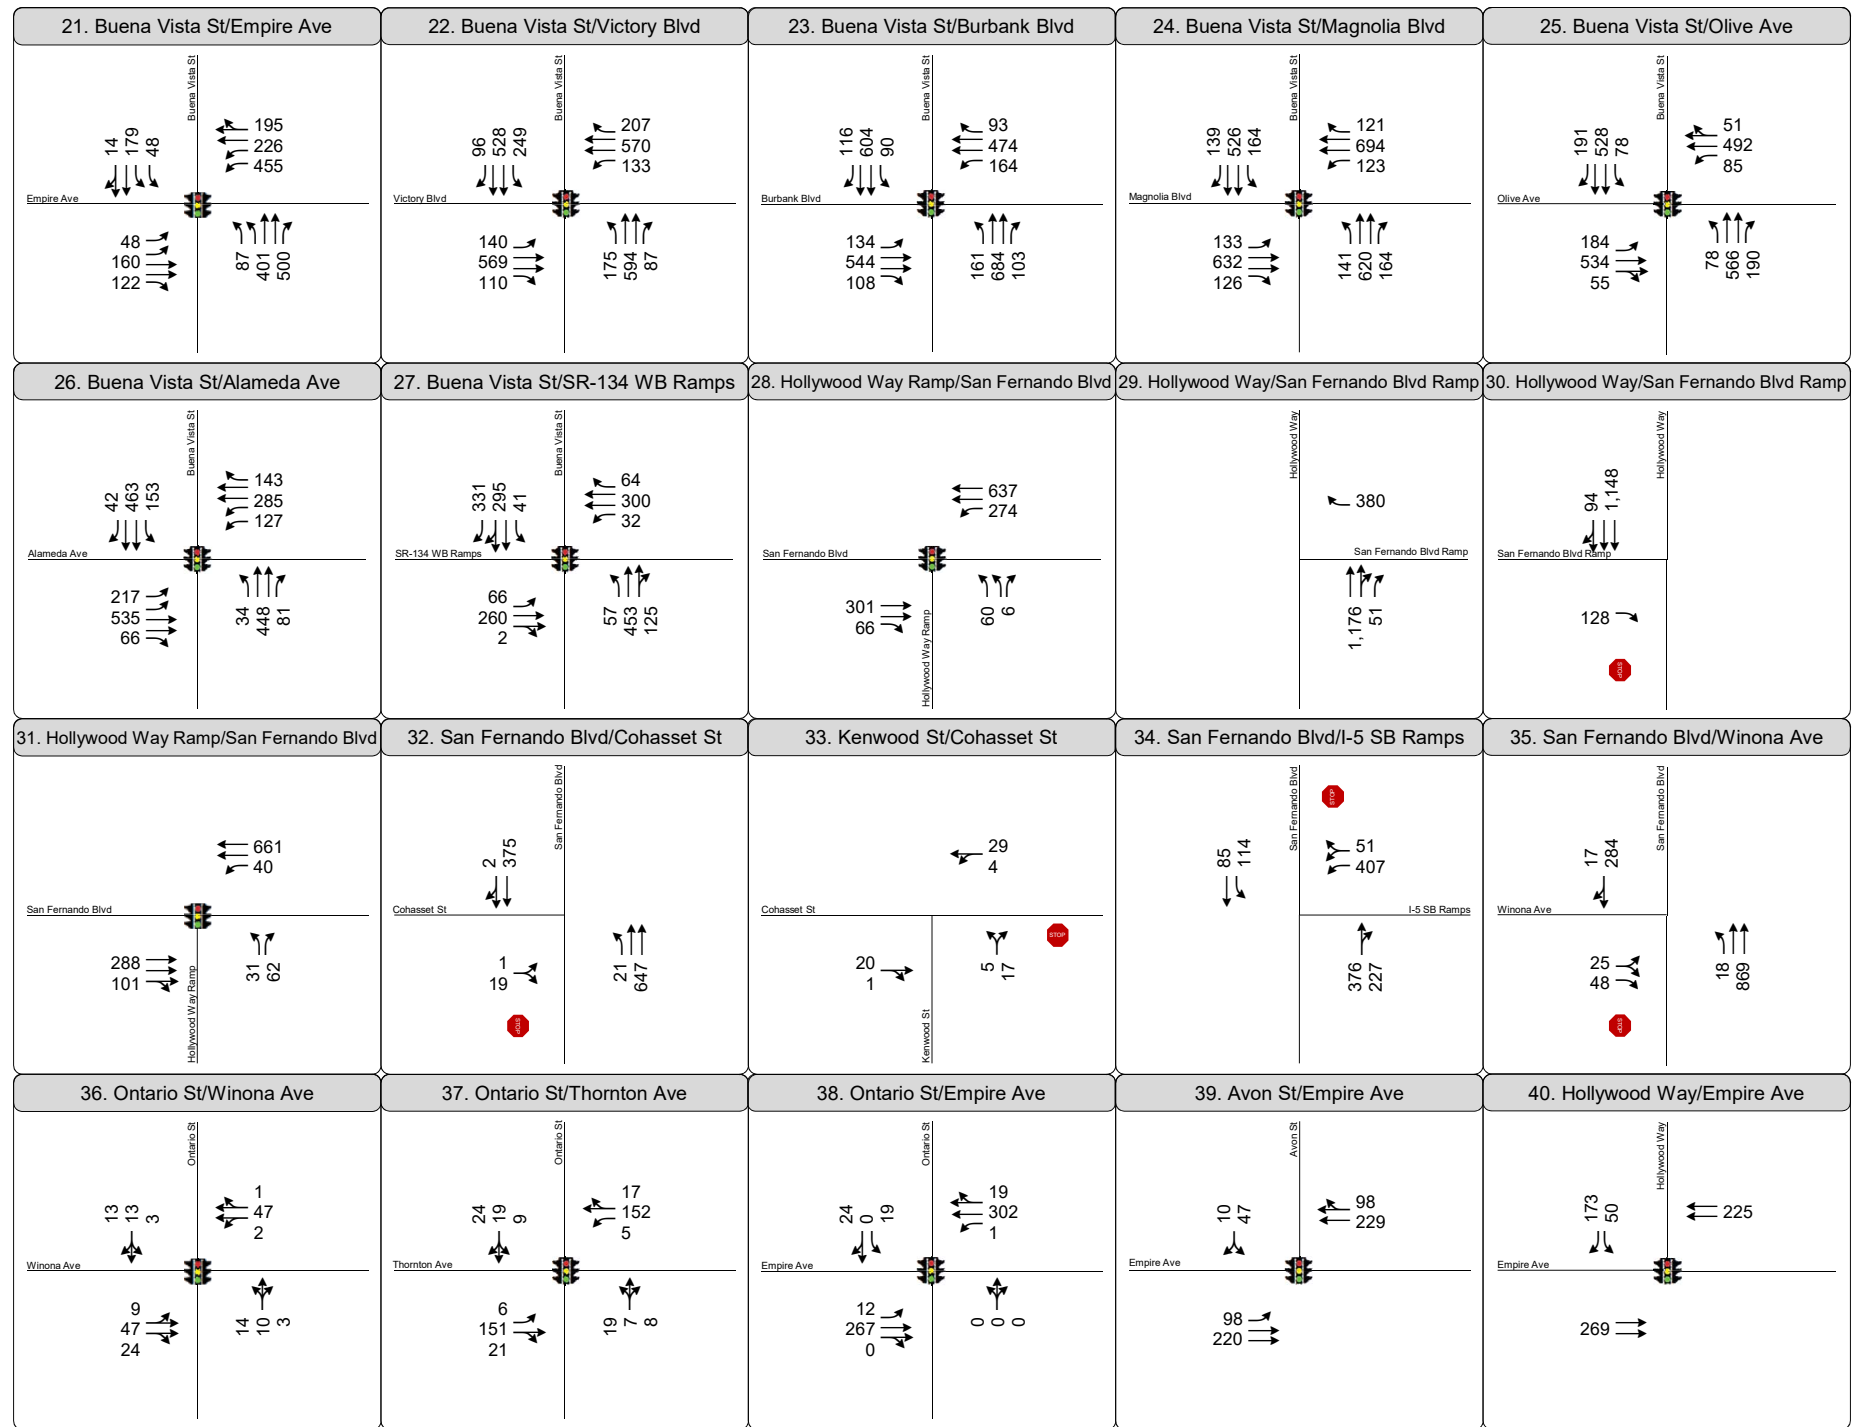 21. Buena Vista St/Empire Ave
Buena Vista St
14
179
48
195
226
455
Empire Ave
48
160
122
87
401
500
22. Buena Vista St/Victory Blvd
Buena Vista St
96
528
249
207
570
133
Victory Blvd
140
569
110
175
594
87
23. Buena Vista St/Burbank Blvd
Buena Vista St
116
604
90
93
474
164
Burbank Blvd
134
544
108
161
684
103
24. Buena Vista St/Magnolia Blvd
Buena Vista St
139
526
164
121
694
123
Magnolia Blvd
133
632
126
141
620
164
25. Buena Vista St/Olive Ave
Buena Vista St
191
528
78
51
492
85
Olive Ave
184
534
55
78
566
190
26. Buena Vista St/Alameda Ave
Buena Vista St
42
463
153
143
285
127
Alameda Ave
217
535
66
34
448
81
27. Buena Vista St/SR-134 WB Ramps
Buena Vista St
331
295
41
64
300
32
SR-134 WB Ramps
66
260
2
57
453
125
28. Hollywood Way Ramp/San Fernando Blvd
637
274
San Fernando Blvd
301
66
Hollywood Way Ramp
60
6
29. Hollywood Way/San Fernando Blvd Ramp
Hollywood Way
380
San Fernando Blvd Ramp
1,176
51
30. Hollywood Way/San Fernando Blvd Ramp
Hollywood Way
94
1,148
San Fernando Blvd Ramp
128
STOP
31. Hollywood Way Ramp/San Fernando Blvd
661
40
San Fernando Blvd
288
101
Hollywood Way Ramp
31
62
32. San Fernando Blvd/Cohasset St
San Fernando Blvd
2
375
Cohasset St
1
19
21
647
STOP
33. Kenwood St/Cohasset St
29
4
Cohasset St
STOP
20
1
Kenwood St
5
17
34. San Fernando Blvd/I-5 SB Ramps
San Fernando Blvd
STOP
85
114
51
407
I-5 SB Ramps
376
227
35. San Fernando Blvd/Winona Ave
San Fernando Blvd
17
284
Winona Ave
25
48
18
869
STOP
36. Ontario St/Winona Ave
Ontario St
13
13
3
1
47
2
Winona Ave
9
47
24
14
10
3
37. Ontario St/Thornton Ave
Ontario St
24
19
9
17
152
5
Thornton Ave
6
151
21
19
7
8
38. Ontario St/Empire Ave
Ontario St
24
0
19
19
302
1
Empire Ave
12
267
0
0
0
0
39. Avon St/Empire Ave
Avon St
10
47
98
229
Empire Ave
98
220
40. Hollywood Way/Empire Ave
Hollywood Way
173
50
225
Empire Ave
269